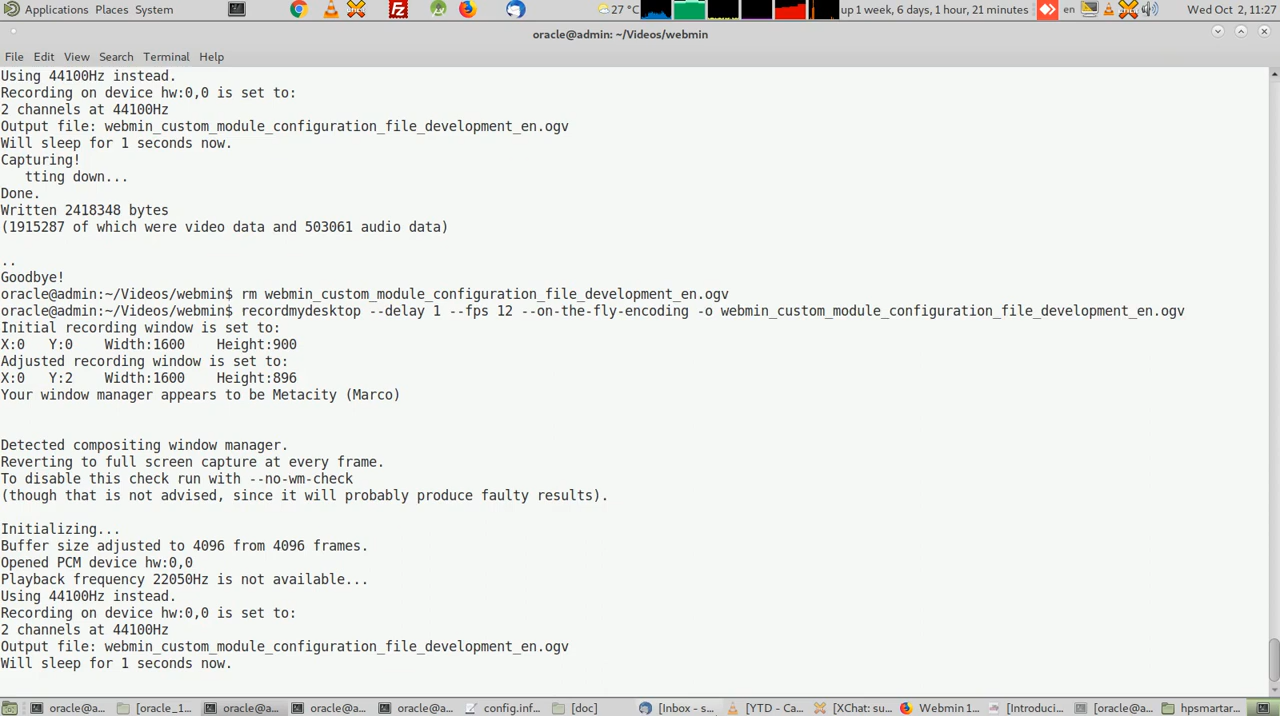 Applications Places System
27 °C
up 1 week, 6 days, 1 hour, 21 minutes
en
Wed Oct 2, 11:27
oracle@admin: ~/Videos/webmin
File Edit View Search Terminal Help
Using 44100Hz instead.
Recording on device hw:0,0 is set to:
2 channels at 44100Hz
Output file: webmin_custom_module_configuration_file_development_en.ogv
Will sleep for 1 seconds now.
Capturing!
tting down...
Done.
Written 2418348 bytes
(1915287 of which were video data and 503061 audio data)
..
Goodbye!
oracle@admin:~/Videos/webmin$ rm webmin_custom_module_configuration_file_development_en.ogv
oracle@admin:~/Videos/webmin$ recordmydesktop --delay 1 --fps 12 --on-the-fly-encoding -o webmin_custom_module_configuration_file_development_en.ogv
Initial recording window is set to:
X:0 Y:0 Width:1600 Height:900
Adjusted recording window is set to:
X:0 Y:2 Width:1600 Height:896
Your window manager appears to be Metacity (Marco)
Detected compositing window manager.
Reverting to full screen capture at every frame.
To disable this check run with --no-wm-check
(though that is not advised, since it will probably produce faulty results).
Initializing...
Buffer size adjusted to 4096 from 4096 frames.
Opened PCM device hw:0,0
Playback frequency 22050Hz is not available...
Using 44100Hz instead.
Recording on device hw:0,0 is set to:
2 channels at 44100Hz
Output file: webmin_custom_module_configuration_file_development_en.ogv
Will sleep for 1 seconds now.
oracle@a... [oracle_1... oracle@a... oracle@a... oracle@a... config.inf... [doc] [Inbox - s... [YTD - Ca... [XChat: su... Webmin 1... [Introduci... [oracle@a... hpsmartar...